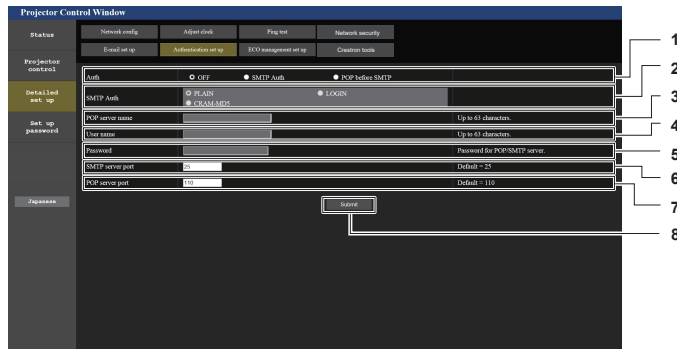 Projector Control Window
Status
Projector
control
Detailed
set up
Set up
password
Japanese
Network config
Adjust clock
Ping test
Network security
E-mail set up
Authentication set up
ECO management set up
Crestron tools
Auth OFF SMTP Auth POP before SMTP
SMTP Auth PLAIN LOGIN
CRAM-MD5
POP server name Up to 63 characters.
User name Up to 63 characters.
Password Password for POP/SMTP server.
SMTP server port 25 Default = 25
POP server port 110 Default = 110
Submit
1
2
3
4
5
6
7
8